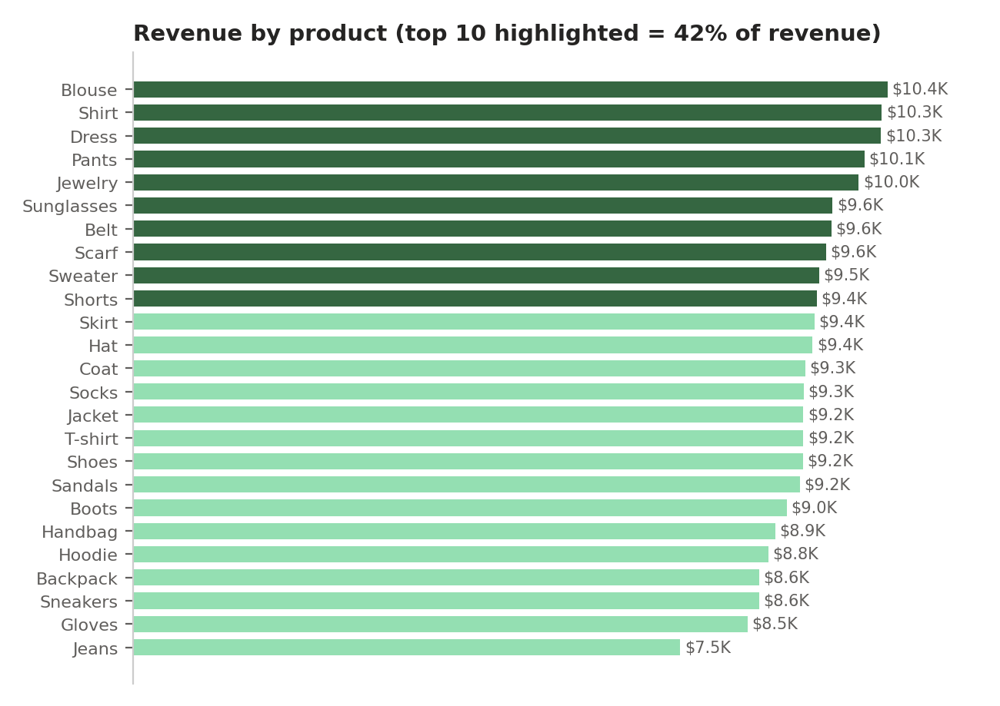 Revenue by product (top 10 highlighted = 42% of revenue)
Blouse $10.4K
Shirt $10.3K
Dress $10.3K
Pants $10.1K
Jewelry $10.0K
Sunglasses $9.6K
Belt $9.6K
Scarf $9.6K
Sweater $9.5K
Shorts $9.4K
Skirt $9.4K
Hat $9.4K
Coat $9.3K
Socks $9.3K
Jacket $9.2K
T-shirt $9.2K
Shoes $9.2K
Sandals $9.2K
Boots $9.0K
Handbag $8.9K
Hoodie $8.8K
Backpack $8.6K
Sneakers $8.6K
Gloves $8.5K
Jeans $7.5K